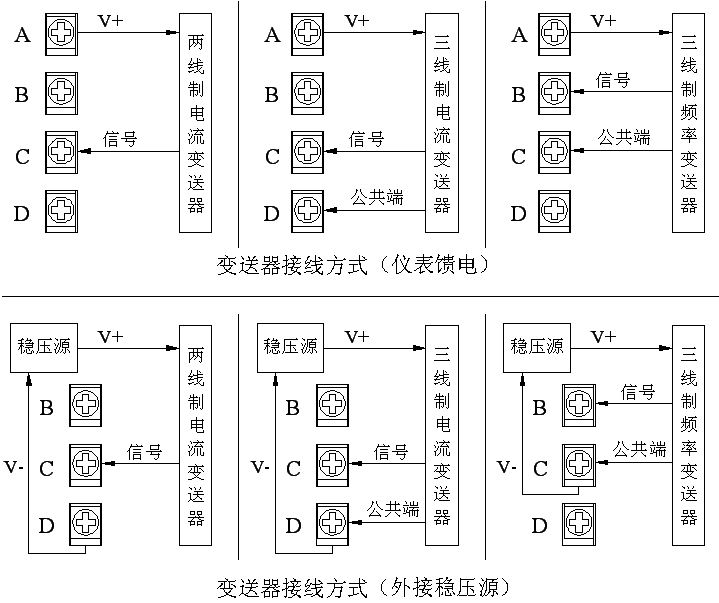 A
V+
B
C
信号
D
两线制电流变送器
A
V+
B
C
信号
D
公共端
三线制电流变送器
A
V+
B
信号
C
公共端
D
三线制频率变送器
变送器接线方式（仪表馈电）
稳压源
V+
B
V-
C
信号
D
两线制电流变送器
稳压源
V+
B
V-
C
信号
D
公共端
三线制电流变送器
稳压源
V+
B
信号
V-
C
公共端
D
三线制频率变送器
变送器接线方式（外接稳压源）